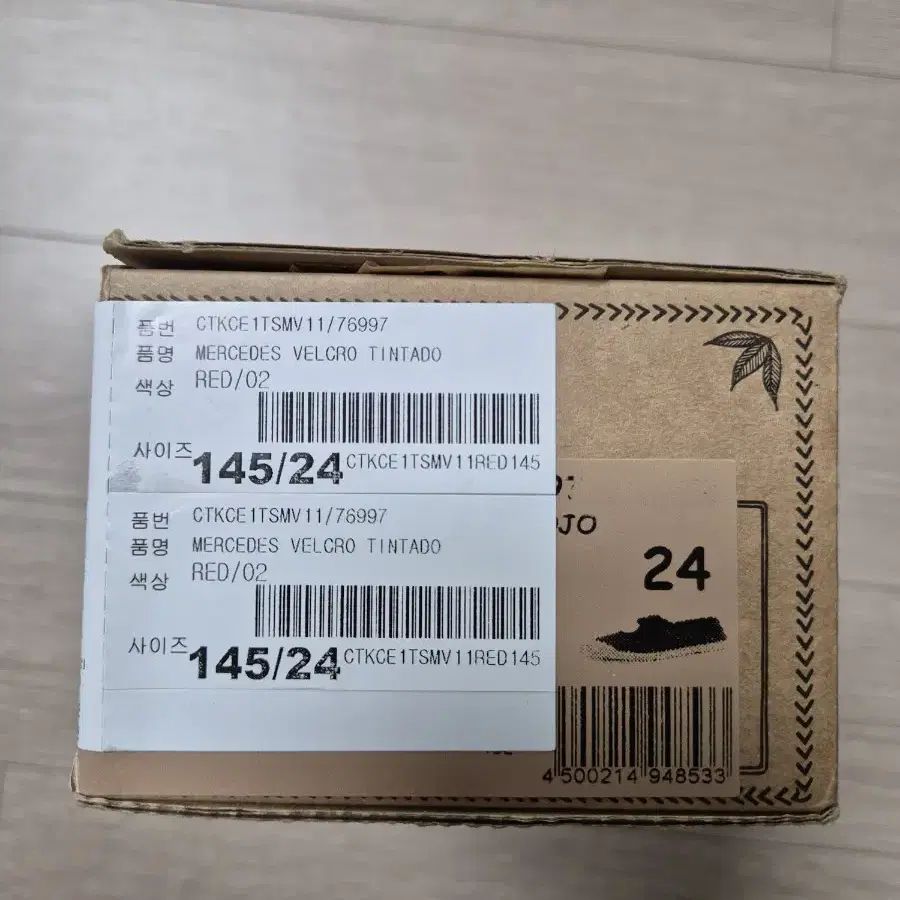 품번 CTKCE1TSMV11/76997
품명 MERCEDES VELCRO TINTADO
색상 RED/02
사이즈 145/24 CTKCE1TSMV11RED145
품번 CTKCE1TSMV11/76997
품명 MERCEDES VELCRO TINTADO
색상 RED/02
사이즈 145/24 CTKCE1TSMV11RED145
OJO
24
4 500214 948533